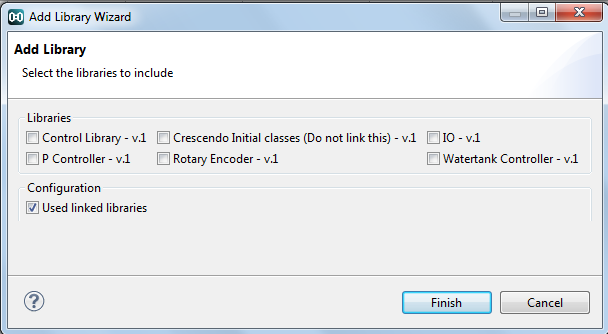 Add Library Wizard
Add Library
Select the libraries to include
Libraries
Control Library - v.1 Crescendo Initial classes (Do not link this) - v.1 IO - v.1
P Controller - v.1 Rotary Encoder - v.1 Watertank Controller - v.1
Configuration
Used linked libraries
? Finish Cancel